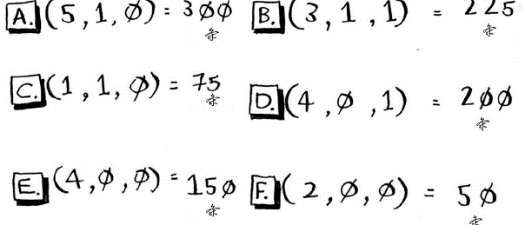 A. (5, 1, Ø) = 3ØØ B. (3, 1, 1) = 225
C. (1, 1, Ø) = 75 D. (4, Ø, 1) = 2ØØ
E. (4, Ø, Ø) = 15Ø F. (2, Ø, Ø) = 5Ø